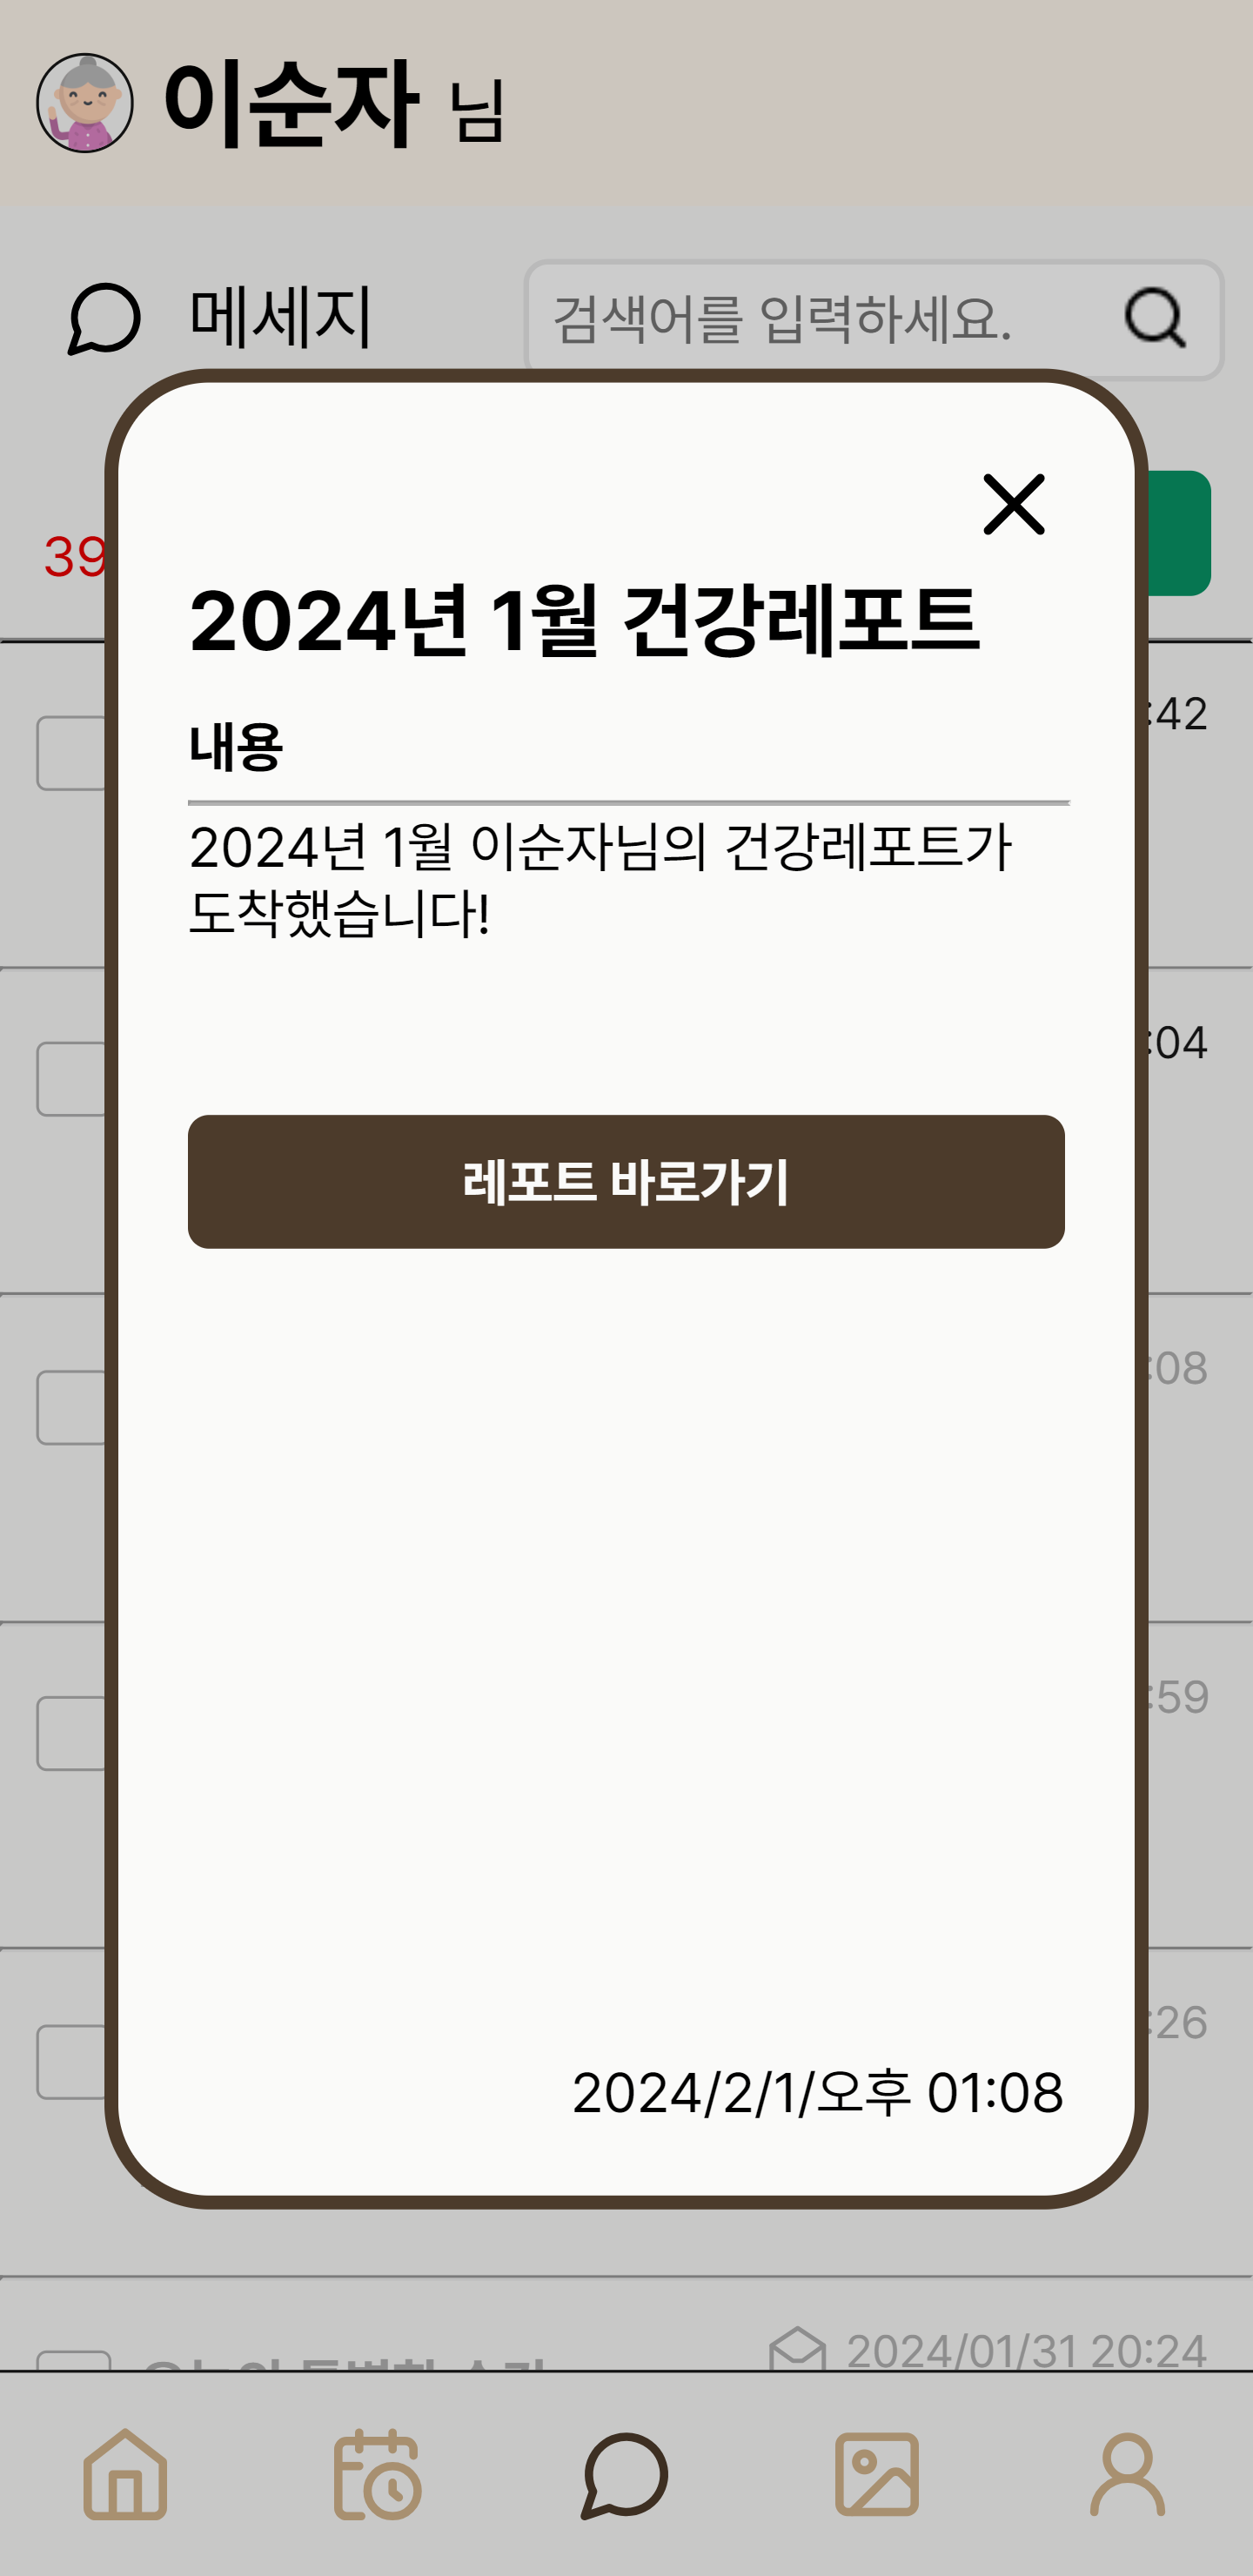 이순자 님
메세지
검색어를 입력하세요.
39
2024년 1월 건강레포트
:42
내용
2024년 1월 이순자님의 건강레포트가
도착했습니다!
:04
레포트 바로가기
:08
:59
:26
2024/2/1/오후 01:08
2024/01/31 20:24